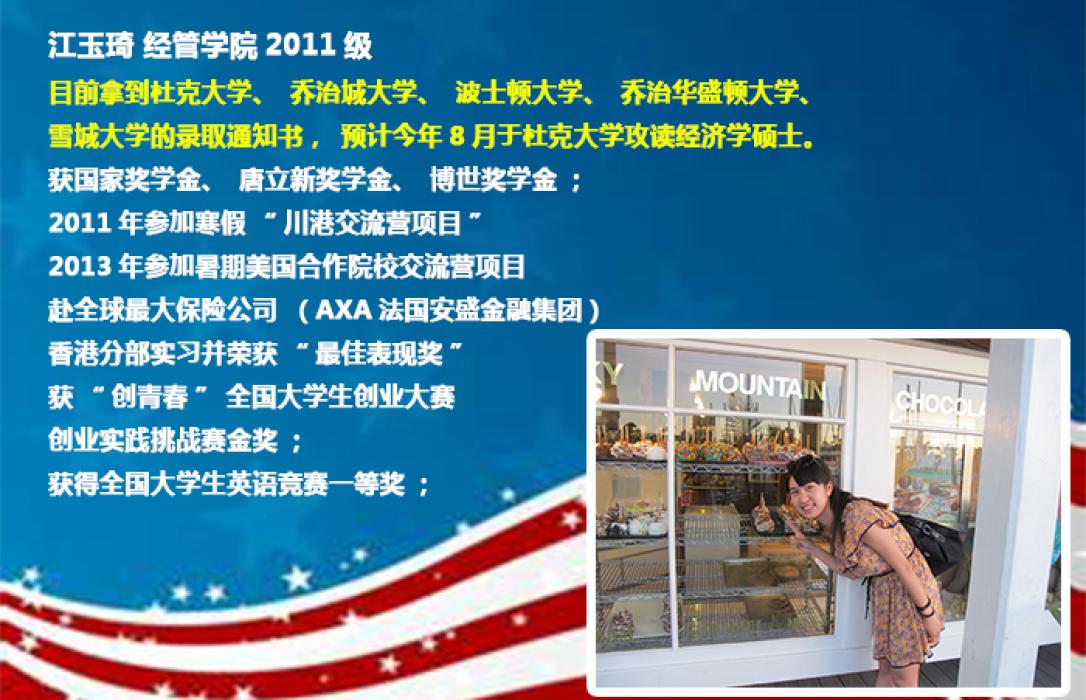 江玉琦 经管学院 2011 级
目前拿到杜克大学、 乔治城大学、 波士顿大学、 乔治华盛顿大学、
雪城大学的录取通知书， 预计今年 8 月于杜克大学攻读经济学硕士。
获国家奖学金、 唐立新奖学金、 博世奖学金 ；
2011 年参加寒假 “ 川港交流营项目 ”
2013 年参加暑期美国合作院校交流营项目
赴全球最大保险公司 （ AXA 法国安盛金融集团 ）
香港分部实习并荣获 “ 最佳表现奖 ”
获 “ 创青春 ” 全国大学生创业大赛
创业实践挑战赛金奖 ；
获得全国大学生英语竞赛一等奖 ；
KY MOUNTAIN
CHOCOLA